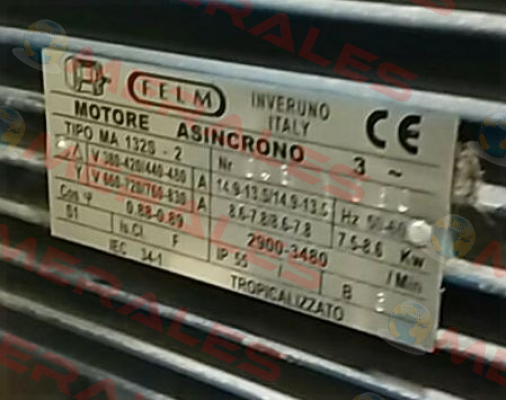 FELM
INVERUNO
ITALY
CE
MOTORE ASINCRONO 3 ~
TIPO MA 132S - 2 Nr
Δ V 380-420/440-480 A 14.9-13.5/14.9-13.5 Hz 50-60
Y V 660-720/760-830 A 8.6-7.8/8.6-7.8 7.5-8.6 Kw
Cos φ 0.88-0.89 2900-3480 /Min
S1 Is.Cl. F IP 55 / B
IEC 34-1 TROPICALIZZATO